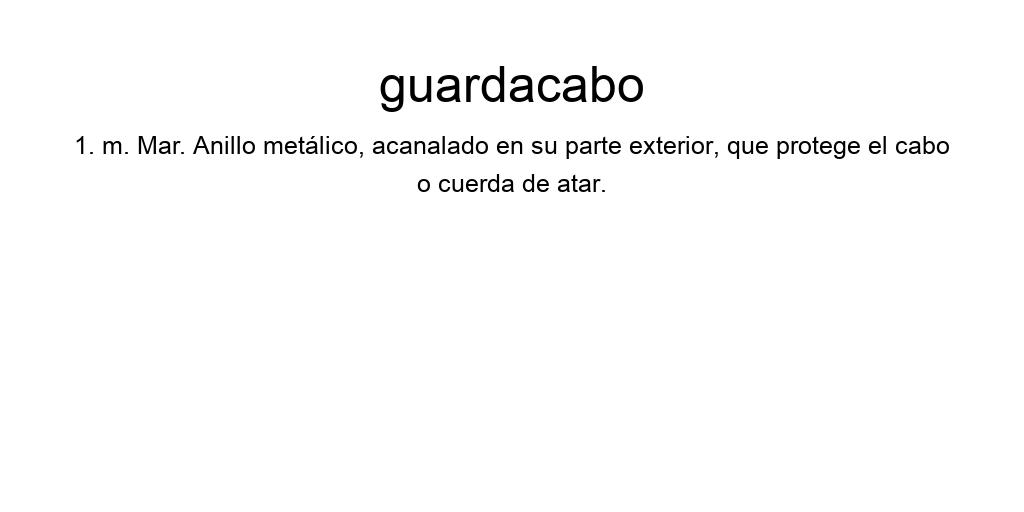 guardacabo
1. m. Mar. Anillo metálico, acanalado en su parte exterior, que protege el cabo
o cuerda de atar.